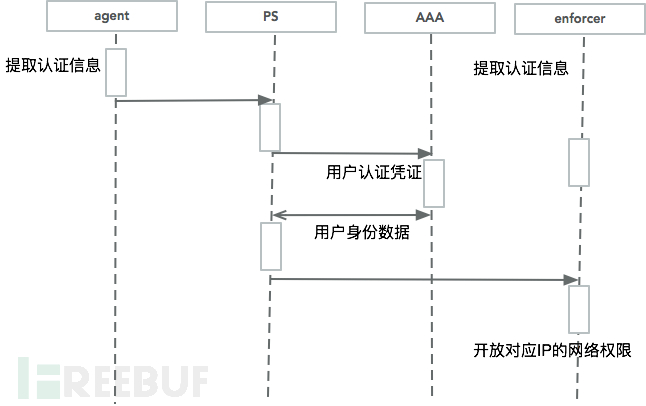 agent
PS
AAA
enforcer
提取认证信息
提取认证信息
用户认证凭证
用户身份数据
开放对应IP的网络权限
FREEBUF